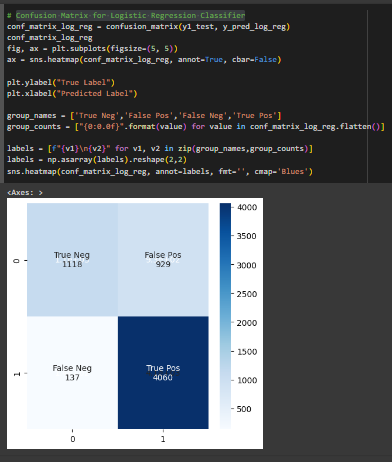 # Confusion Matrix for Logistic Regression Classifier
conf_matrix_log_reg = confusion_matrix(y1_test, y_pred_log_reg)
conf_matrix_log_reg
fig, ax = plt.subplots(figsize=(5, 5))
ax = sns.heatmap(conf_matrix_log_reg, annot=True, cbar=False)
plt.ylabel("True Label")
plt.xlabel("Predicted Label")
group_names = ['True Neg','False Pos','False Neg','True Pos']
group_counts = ["{0:0.0f}".format(value) for value in conf_matrix_log_reg.flatten()]
labels = [f"{v1}\n{v2}" for v1, v2 in zip(group_names,group_counts)]
labels = np.asarray(labels).reshape(2,2)
sns.heatmap(conf_matrix_log_reg, annot=labels, fmt='', cmap='Blues')
<Axes: >
4000
3500
3000
2500
2000
1500
1000
500
0
True Neg
1118
False Pos
929
1
False Neg
137
True Pos
4060
0
1